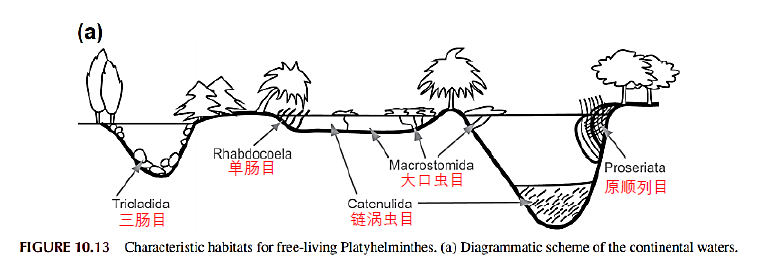 (a)
Rhabdocoela
单肠目
Macrostomida
大口虫目
Proseriata
原顺列目
Tricladida
三肠目
Catenulida
链涡虫目
FIGURE 10.13 Characteristic habitats for free-living Platyhelminthes. (a) Diagrammatic scheme of the continental waters.